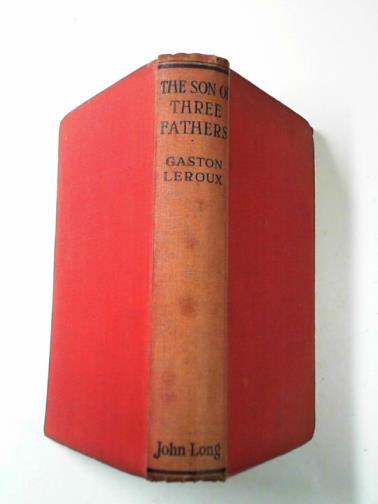 THE SON OF
THREE
FATHERS
GASTON
LEROUX
John Long